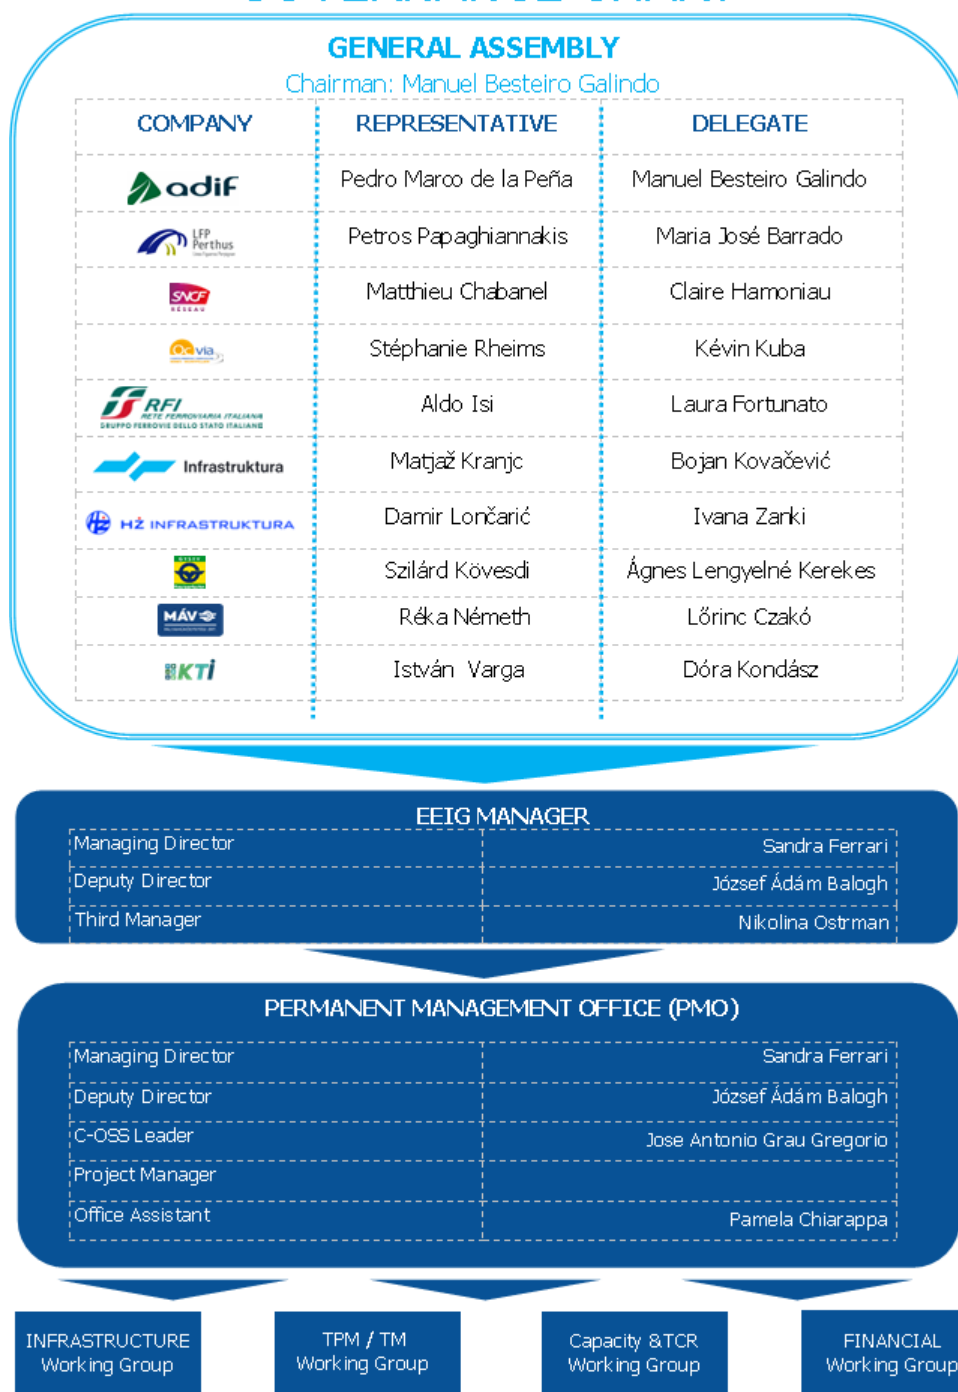 GOVERNANCE CHART
GENERAL ASSEMBLY
Chairman: Manuel Besteiro Galindo
COMPANY REPRESENTATIVE DELEGATE
adif Pedro Marco de la Peña Manuel Besteiro Galindo
LFP Perthus Petros Papaghiannakis Maria José Barrado
SNCF RÉSEAU Matthieu Chabanel Claire Hamoniau
Oc via Stéphanie Rheims Kévin Kuba
RFI RETE FERROVIARIA ITALIANA GRUPPO FERROVIE DELLO STATO ITALIANE Aldo Isi Laura Fortunato
Infrastruktura Matjaž Kranjc Bojan Kovačević
HŽ INFRASTRUKTURA Damir Lončarić Ivana Zanki
Szilárd Kövesdi Ágnes Lengyelné Kerekes
MÁV Réka Németh Lőrinc Czakó
KTI István Varga Dóra Kondász
EEIG MANAGER
Managing Director Sandra Ferrari
Deputy Director József Ádám Balogh
Third Manager Nikolina Ostrman
PERMANENT MANAGEMENT OFFICE (PMO)
Managing Director Sandra Ferrari
Deputy Director József Ádám Balogh
C-OSS Leader Jose Antonio Grau Gregorio
Project Manager
Office Assistant Pamela Chiarappa
INFRASTRUCTURE Working Group
TPM / TM Working Group
Capacity &TCR Working Group
FINANCIAL Working Group